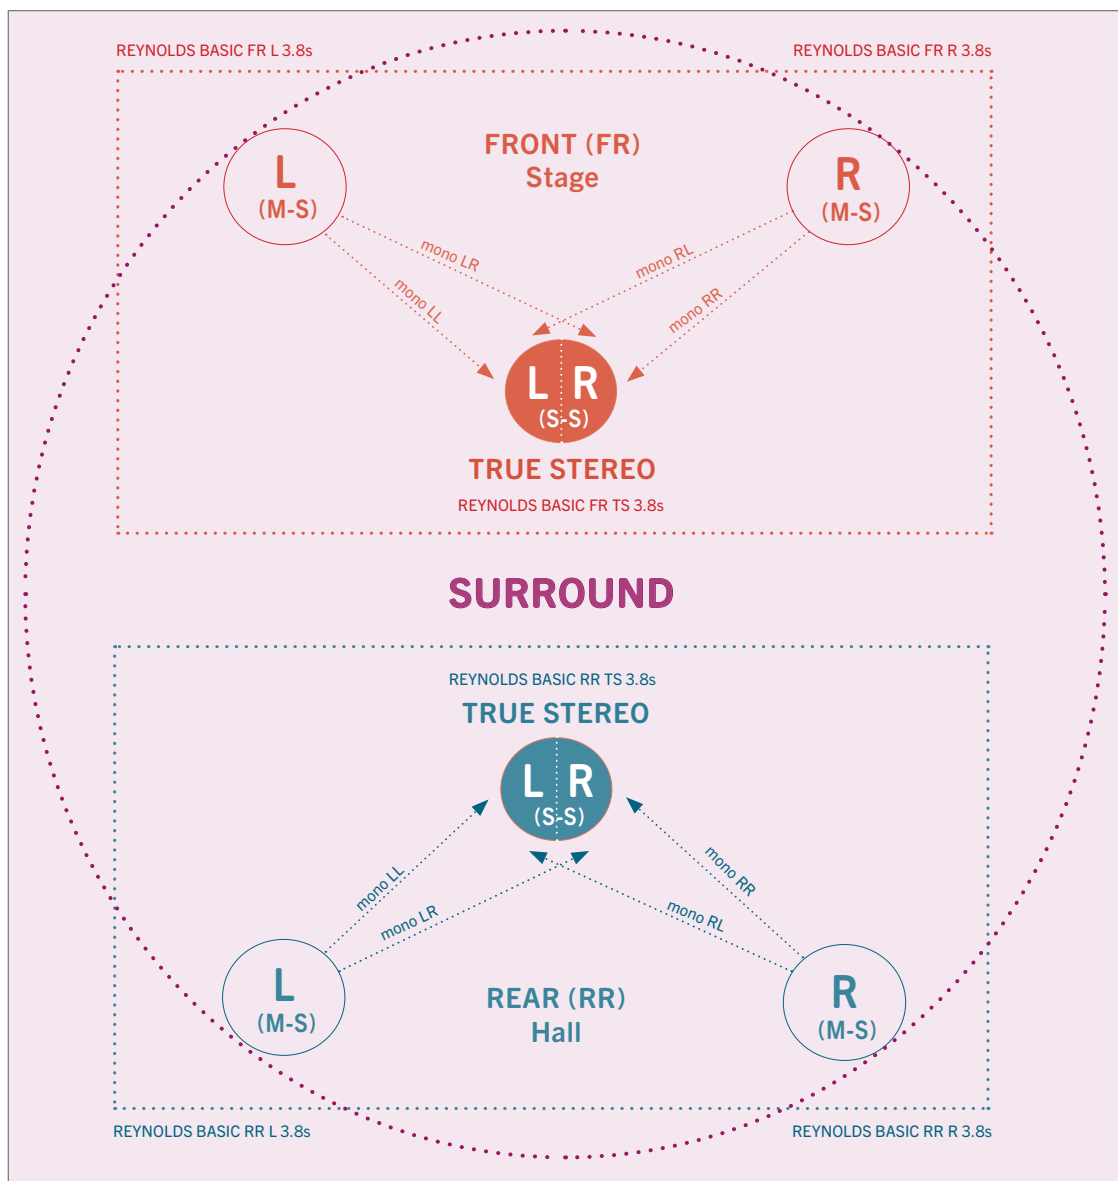 REYNOLDS BASIC FR L 3.8s
REYNOLDS BASIC FR R 3.8s
FRONT (FR)
Stage
L
(M-S)
R
(M-S)
mono LR
mono LL
mono RL
mono RR
L R
(S-S)
TRUE STEREO
REYNOLDS BASIC FR TS 3.8s
SURROUND
REYNOLDS BASIC RR TS 3.8s
TRUE STEREO
L R
(S-S)
mono LL
mono LR
mono RR
mono RL
L
(M-S)
REAR (RR)
Hall
R
(M-S)
REYNOLDS BASIC RR L 3.8s
REYNOLDS BASIC RR R 3.8s